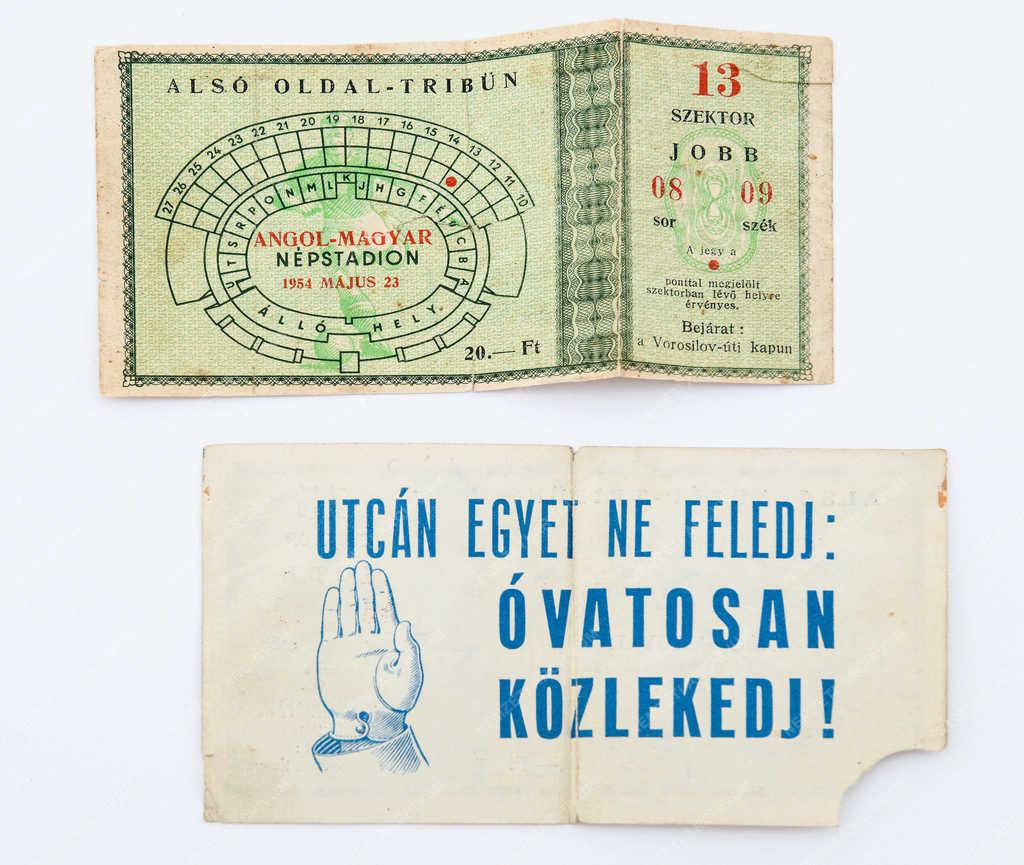 ALSÓ OLDAL-TRIBÜN
27 26 25 24 23 22 21 20 19 18 17 16 15 14 13 12 11 10
U T S R P O N M L K J H G F E D C B A
ANGOL-MAGYAR
NÉPSTADION
1954 MÁJUS 23
ÁLLÓ HELY
20.— Ft
13
SZEKTOR
JOBB
08 09
sor szék
A jegy a
ponttal megjelölt
szektorban lévő helyre
érvényes.
Bejárat :
a Vorosilov-úti kapun
UTCÁN EGYET NE FELEDJ:
ÓVATOSAN
KÖZLEKEDJ!